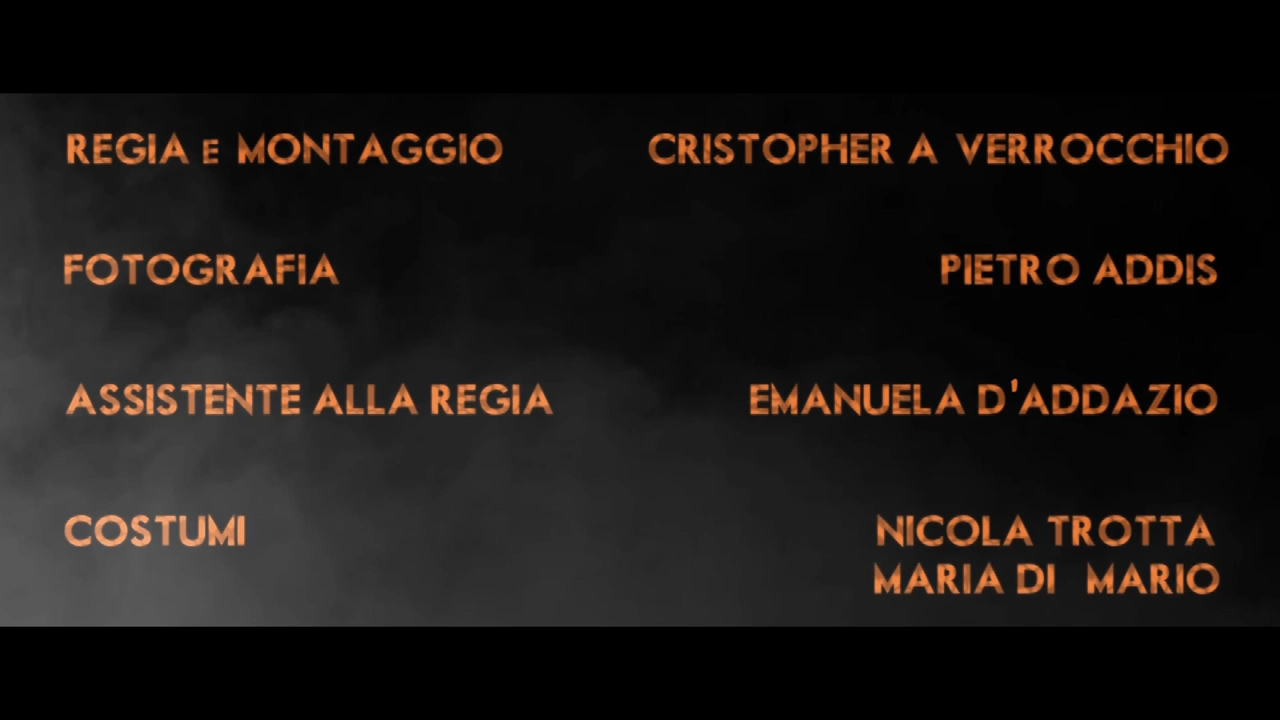 REGIA E MONTAGGIO CRISTOPHER A VERROCCHIO
FOTOGRAFIA PIETRO ADDIS
ASSISTENTE ALLA REGIA EMANUELA D'ADDAZIO
COSTUMI NICOLA TROTTA
MARIA DI MARIO